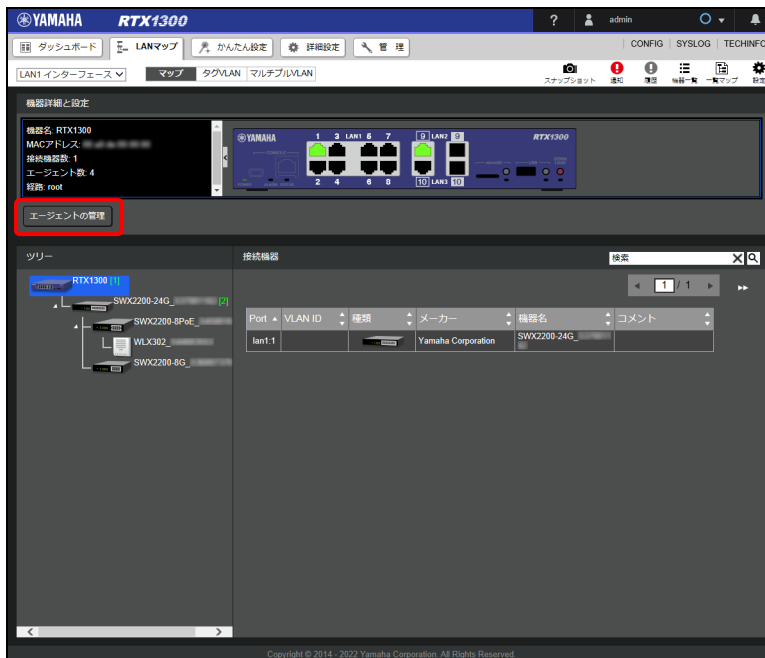 YAMAHA RTX1300 ? admin
ダッシュボード LANマップ かんたん設定 詳細設定 管 理 CONFIG SYSLOG TECHINFO
LAN1 インターフェース マップ タグVLAN マルチプルVLAN スナップショット 通知 履歴 機器一覧 一覧マップ 設定
機器詳細と設定
機器名: RTX1300
MACアドレス:
接続機器数: 1
エージェント数: 4
経路: root
YAMAHA 1 3 LAN1 5 7 9 LAN2 9 RTX1300
CONSOLE
2 4 6 8 10 LAN3 10
POWER ALARM STATUS
エージェントの管理
ツリー
RTX1300 [1]
SWX2200-24G_ [2]
SWX2200-8PoE_
WLX302_
SWX2200-8G_
接続機器 検索
1 / 1
Port VLAN ID 種類 メーカー 機器名 コメント
lan1:1 Yamaha Corporation SWX2200-24G_
Copyright © 2014 - 2022 Yamaha Corporation. All Rights Reserved.